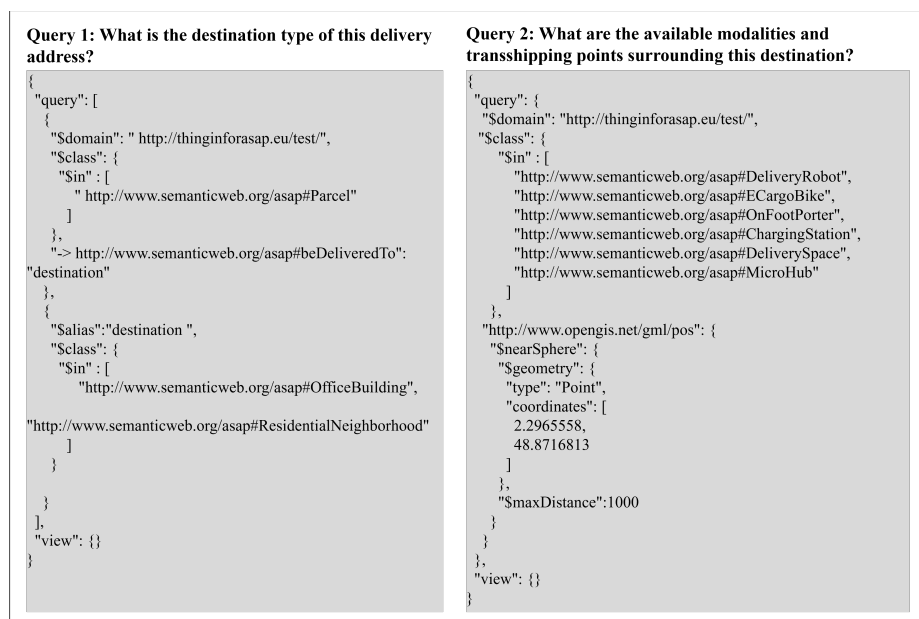 Query 1: What is the destination type of this delivery
address?
{
"query": [
{
"$domain": " http://thinginforasap.eu/test/",
"$class": {
"$in" : [
" http://www.semanticweb.org/asap#Parcel"
]
},
"-> http://www.semanticweb.org/asap#beDeliveredTo":
"destination"
},
{
"$alias":"destination ",
"$class": {
"$in" : [
"http://www.semanticweb.org/asap#OfficeBuilding",
"http://www.semanticweb.org/asap#ResidentialNeighborhood"
]
}
}
],
"view": {}
}
Query 2: What are the available modalities and
transshipping points surrounding this destination?
{
"query": {
"$domain": "http://thinginforasap.eu/test/",
"$class": {
"$in" : [
"http://www.semanticweb.org/asap#DeliveryRobot",
"http://www.semanticweb.org/asap#ECargoBike",
"http://www.semanticweb.org/asap#OnFootPorter",
"http://www.semanticweb.org/asap#ChargingStation",
"http://www.semanticweb.org/asap#DeliverySpace",
"http://www.semanticweb.org/asap#MicroHub"
]
},
"http://www.opengis.net/gml/pos": {
"$nearSphere": {
"$geometry": {
"type": "Point",
"coordinates": [
2.2965558,
48.8716813
]
},
"$maxDistance":1000
}
}
},
"view": {}
}